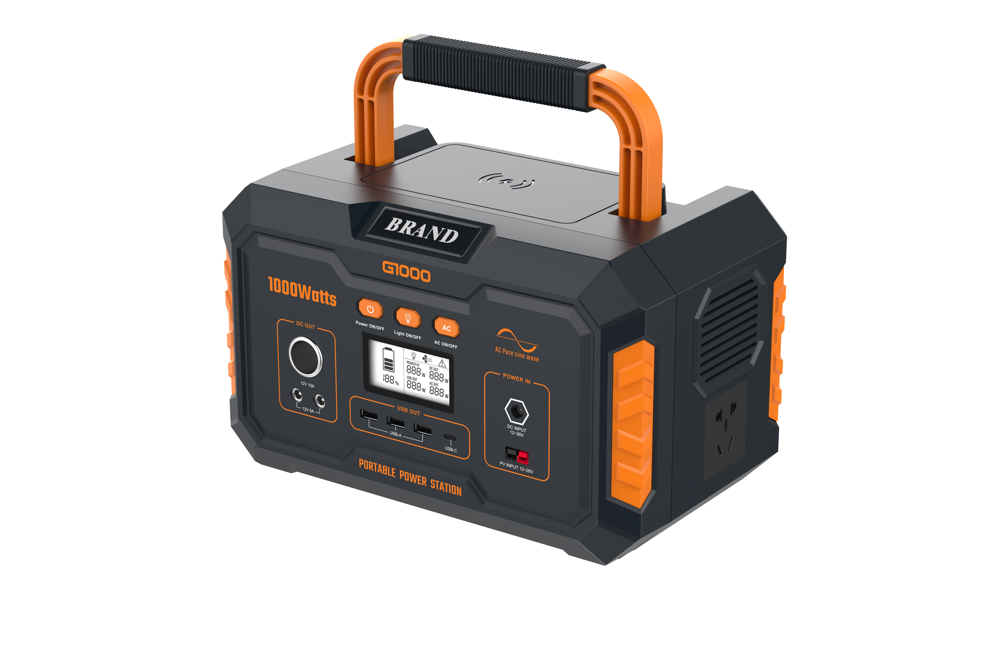 BRAND
G1000
1000Watts
Power ON/OFF
Light ON/OFF
AC
AC ON/OFF
DC OUT
12V 10A
12V 5A
188%
POWER IN
888W
DC OUT
888W
USB OUT
888W
AC OUT
888W
AC Pure sine wave
USB OUT
USB-A
USB-C
POWER IN
DC INPUT
12~26V
PV INPUT 12~26V
PORTABLE POWER STATION